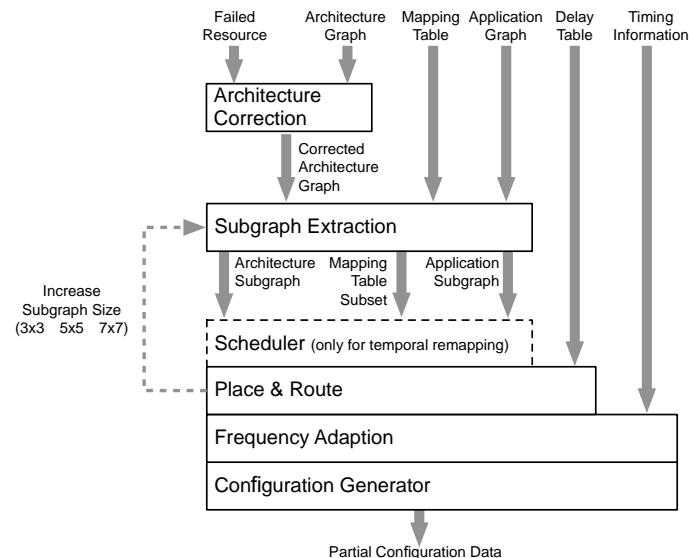 Failed
Resource
Architecture
Graph
Mapping
Table
Application
Graph
Delay
Table
Timing
Information
Architecture
Correction
Corrected
Architecture
Graph
Subgraph Extraction
Architecture
Subgraph
Mapping
Table
Subset
Application
Subgraph
Increase
Subgraph Size
(3x3 5x5 7x7)
Scheduler (only for temporal remapping)
Place & Route
Frequency Adaption
Configuration Generator
Partial Configuration Data